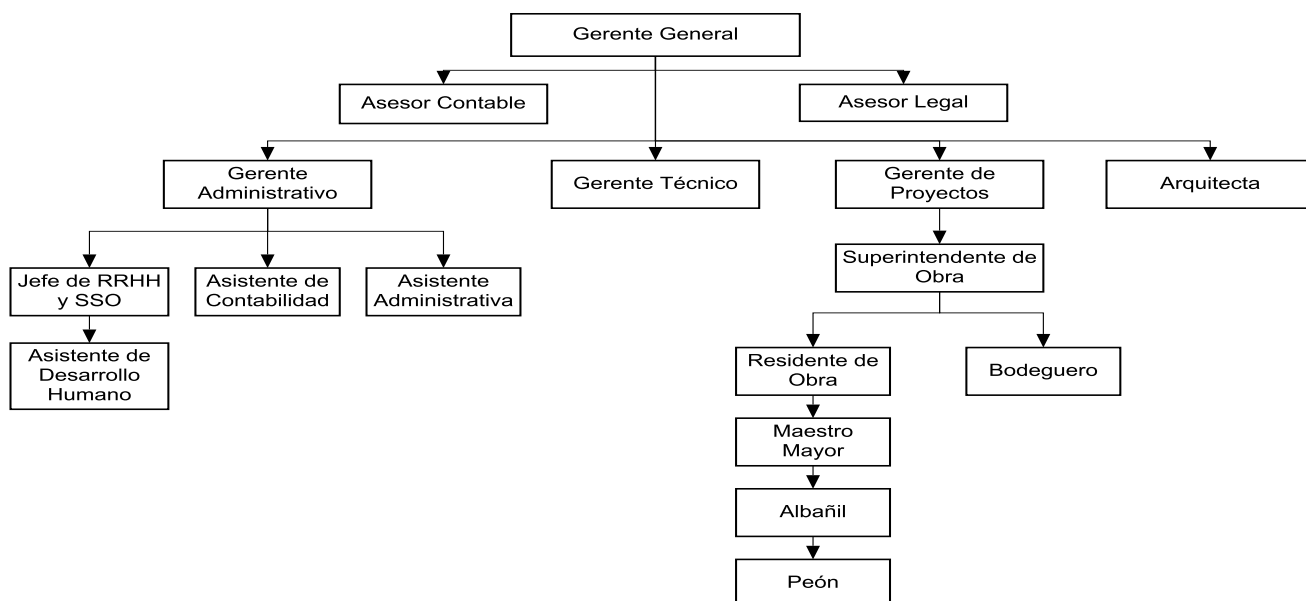 Gerente General
Asesor Contable
Asesor Legal
Gerente
Administrativo
Gerente Técnico
Gerente de
Proyectos
Arquitecta
Jefe de RRHH
y SSO
Asistente de
Contabilidad
Asistente
Administrativa
Superintendente de
Obra
Asistente de
Desarrollo
Humano
Residente de
Obra
Bodeguero
Maestro
Mayor
Albañil
Peón